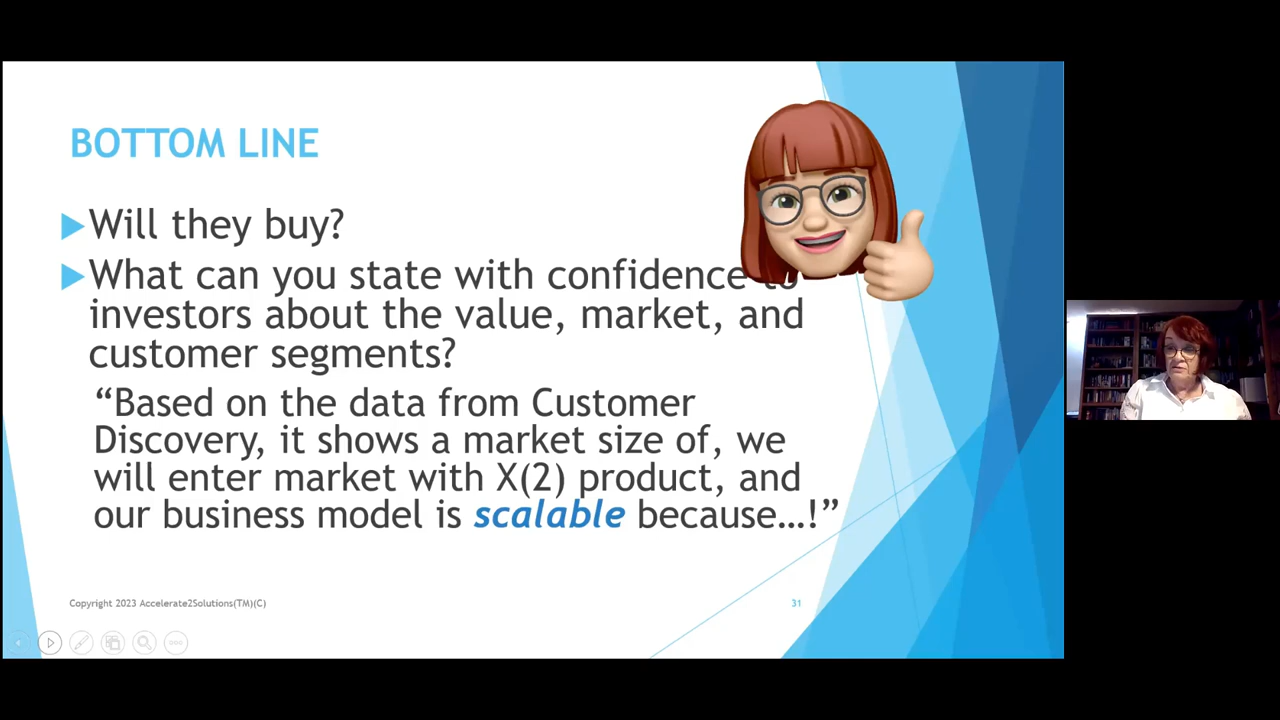 BOTTOM LINE
Will they buy?
What can you state with confidence to
investors about the value, market, and
customer segments?
“Based on the data from Customer
Discovery, it shows a market size of, we
will enter market with X(2) product, and
our business model is scalable because…!”
Copyright 2023 Accelerate2Solutions(TM)(C)
31